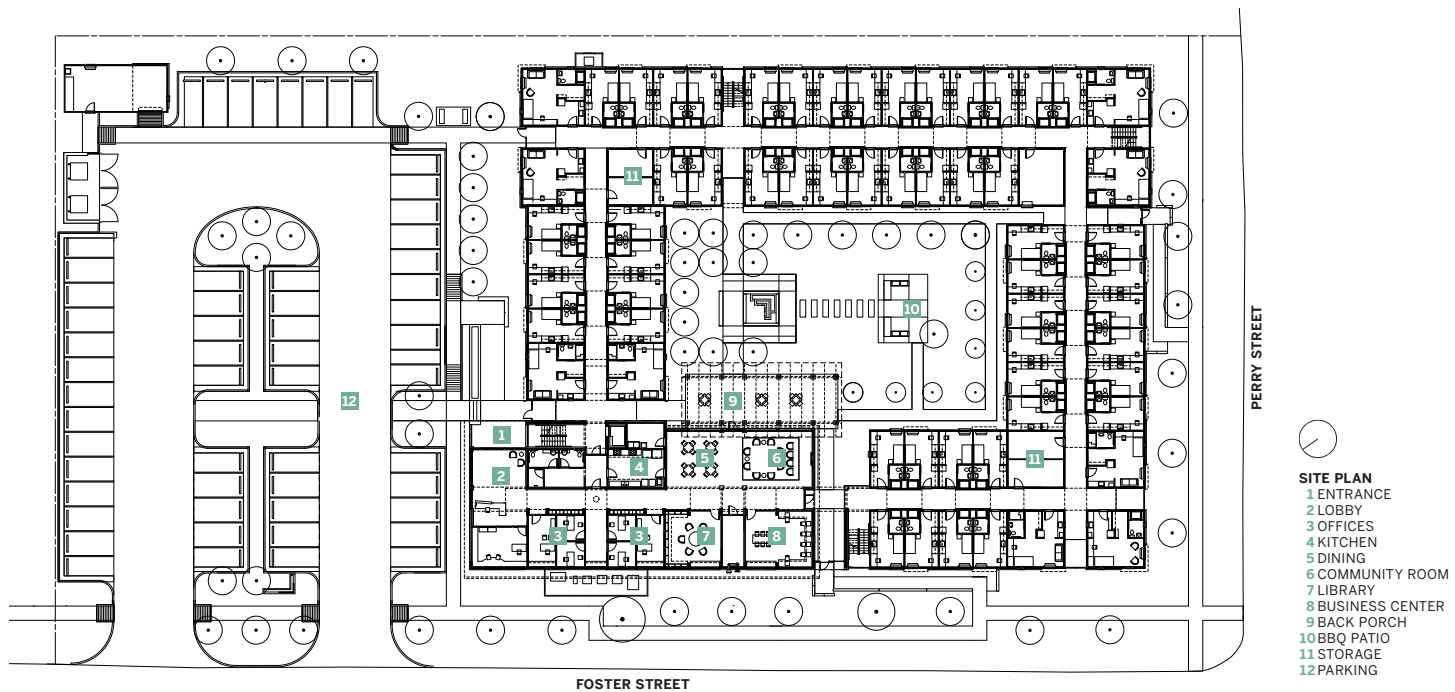 11
10
PERRY STREET
9
12
1
5
6
4
11
2
3
3
7
8
FOSTER STREET
SITE PLAN
1 ENTRANCE
2 LOBBY
3 OFFICES
4 KITCHEN
5 DINING
6 COMMUNITY ROOM
7 LIBRARY
8 BUSINESS CENTER
9 BACK PORCH
10 BBQ PATIO
11 STORAGE
12 PARKING